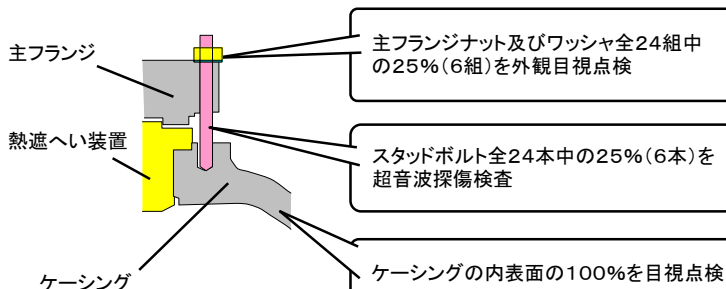 主フランジ
熱遮へい装置
ケーシング
主フランジナット及びワッシャ全24組中
の25%(6組)を外観目視点検
スタッドボルト全24本中の25%(6本)を
超音波探傷検査
ケーシングの内表面の100%を目視点検